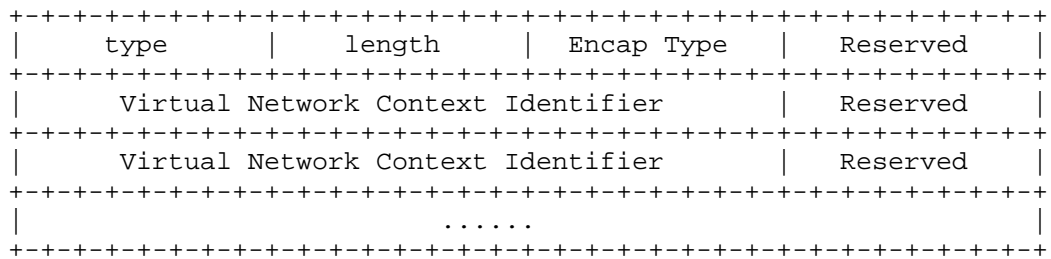 +-+-+-+-+-+-+-+-+-+-+-+-+-+-+-+-+-+-+-+-+-+-+-+-+-+-+-+-+-+-+-+-+
|     type      |    length     |  Encap Type   |   Reserved    |
+-+-+-+-+-+-+-+-+-+-+-+-+-+-+-+-+-+-+-+-+-+-+-+-+-+-+-+-+-+-+-+-+
|      Virtual Network Context Identifier       |   Reserved    |
+-+-+-+-+-+-+-+-+-+-+-+-+-+-+-+-+-+-+-+-+-+-+-+-+-+-+-+-+-+-+-+-+
|      Virtual Network Context Identifier       |   Reserved    |
+-+-+-+-+-+-+-+-+-+-+-+-+-+-+-+-+-+-+-+-+-+-+-+-+-+-+-+-+-+-+-+-+
|                          ......                               |
+-+-+-+-+-+-+-+-+-+-+-+-+-+-+-+-+-+-+-+-+-+-+-+-+-+-+-+-+-+-+-+-+